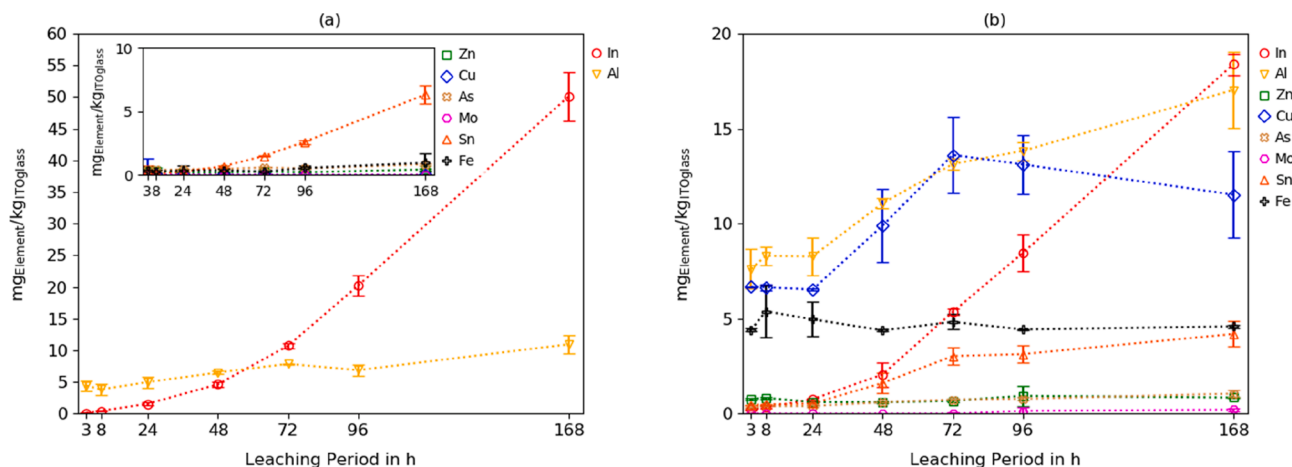 (a)
mgElement/kgITOglass
60
55
50
45
40
35
30
25
20
15
10
5
0
3 8 24 48 72 96 168
Leaching Period in h
mgElement/kgITOglass
10
5
0
38 24 48 72 96 168
Zn
Cu
As
Mo
Sn
Fe
In
Al
(b)
mgElement/kgITOglass
20
15
10
5
0
3 8 24 48 72 96 168
Leaching Period in h
In
Al
Zn
Cu
As
Mo
Sn
Fe